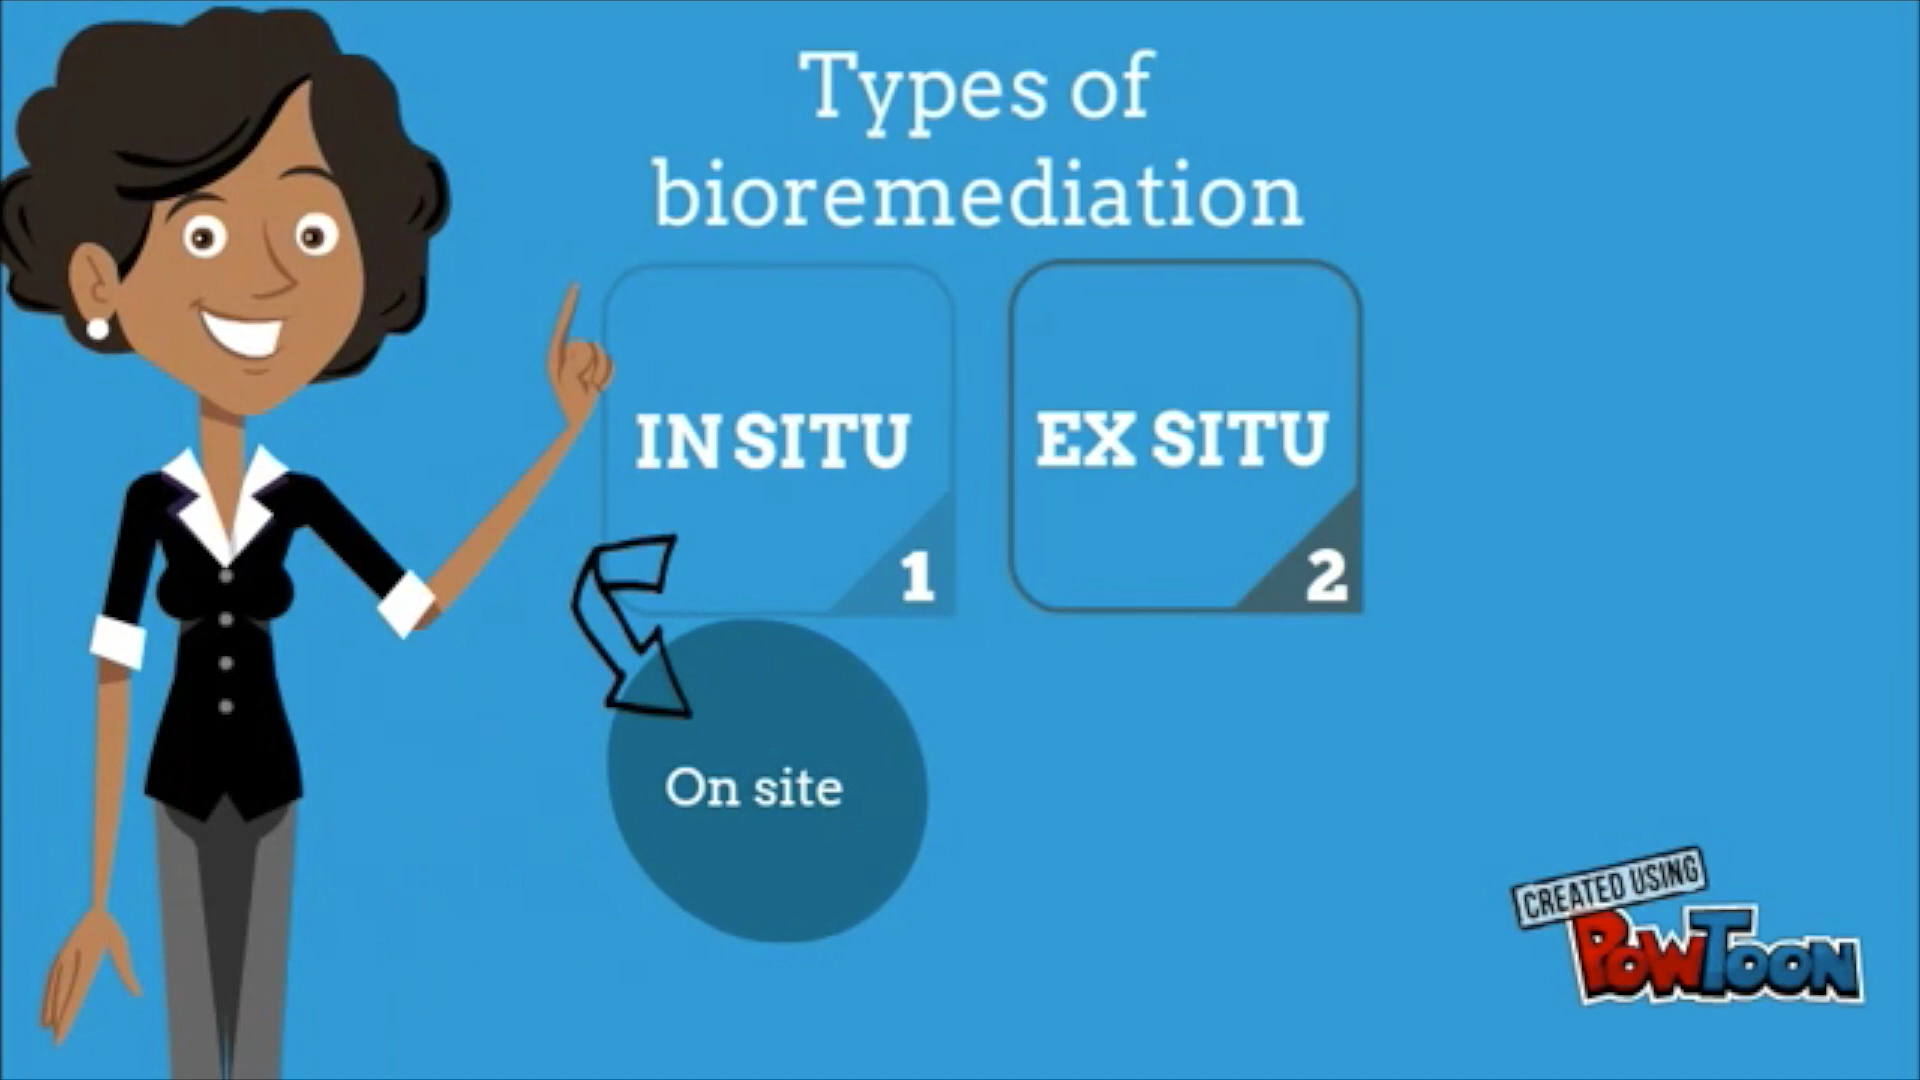 Types of
bioremediation
IN SITU
1
EX SITU
2
On site
CREATED USING
POWTOON